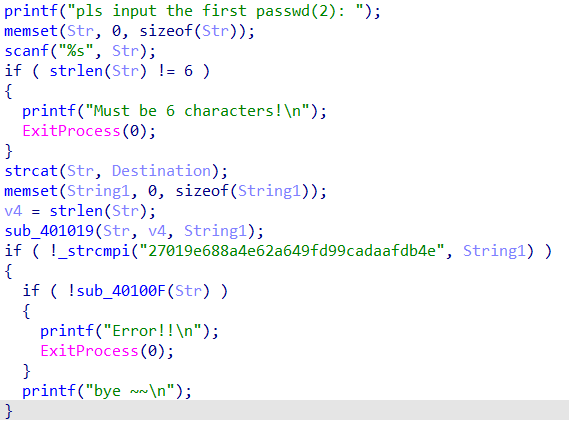 printf("pls input the first passwd(2): ");
memset(Str, 0, sizeof(Str));
scanf("%s", Str);
if ( strlen(Str) != 6 )
{
  printf("Must be 6 characters!\n");
  ExitProcess(0);
}
strcat(Str, Destination);
memset(String1, 0, sizeof(String1));
v4 = strlen(Str);
sub_401019(Str, v4, String1);
if ( !_strcmpi("27019e688a4e62a649fd99cadaafdb4e", String1) )
{
  if ( !sub_40100F(Str) )
  {
    printf("Error!!\n");
    ExitProcess(0);
  }
  printf("bye ~~\n");
}